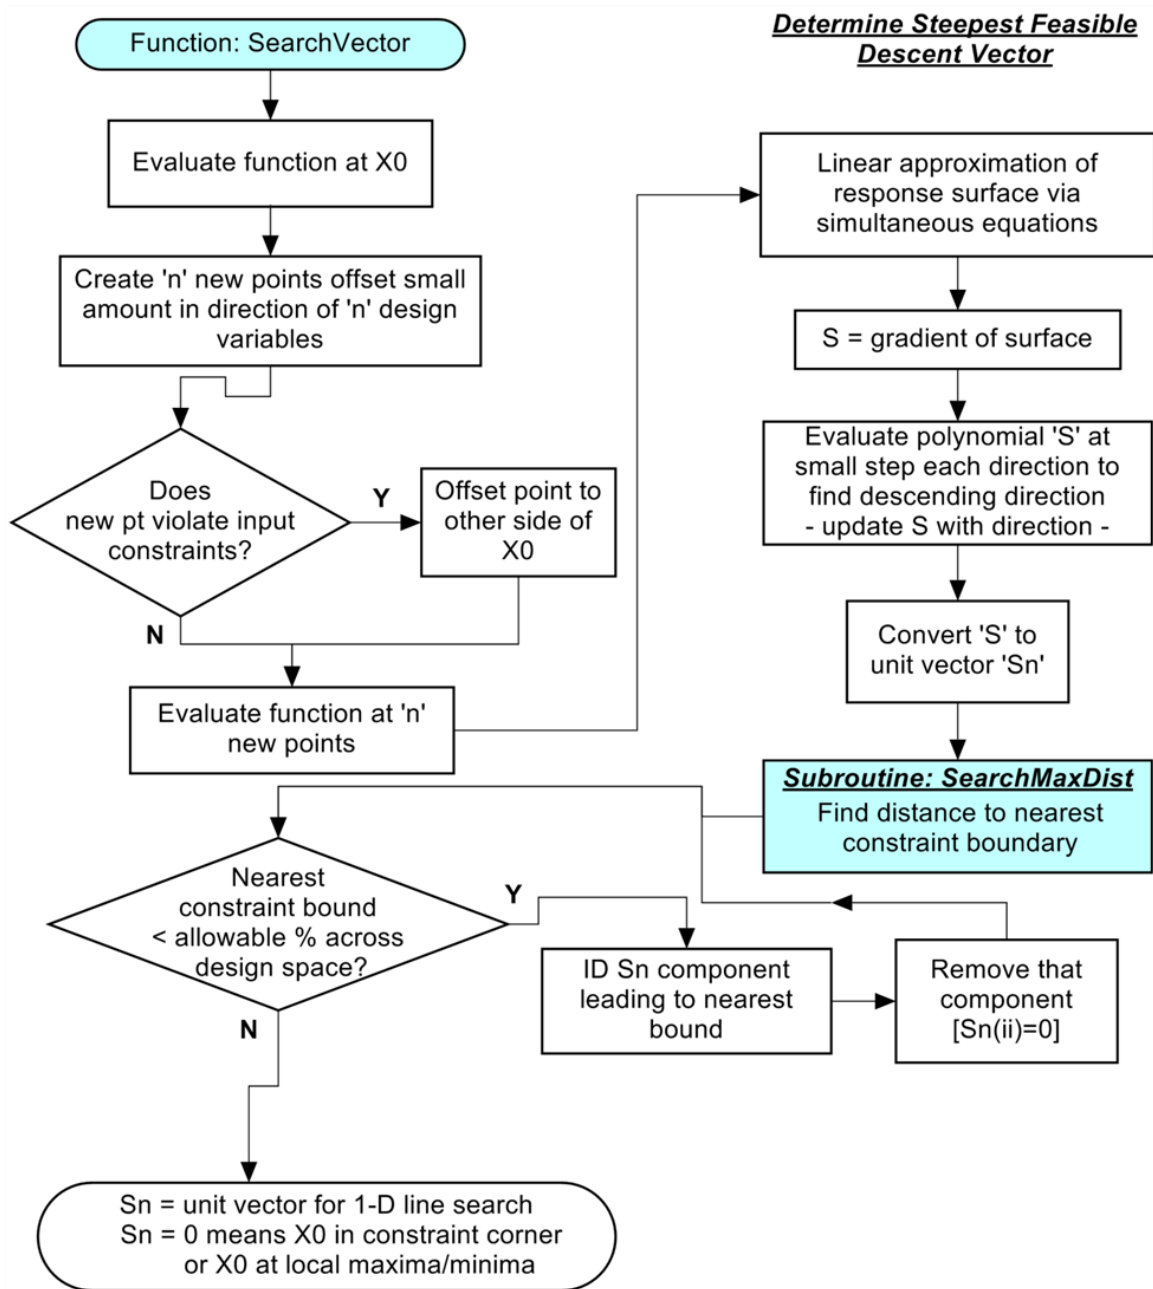 Function: SearchVector
Determine Steepest Feasible
Descent Vector
Evaluate function at X0
Create 'n' new points offset small
amount in direction of 'n' design
variables
Does
new pt violate input
constraints?
Y
Offset point to
other side of
X0
N
Evaluate function at 'n'
new points
Linear approximation of
response surface via
simultaneous equations
S = gradient of surface
Evaluate polynomial 'S' at
small step each direction to
find descending direction
- update S with direction -
Convert 'S' to
unit vector 'Sn'
Subroutine: SearchMaxDist
Find distance to nearest
constraint boundary
Nearest
constraint bound
< allowable % across
design space?
Y
ID Sn component
leading to nearest
bound
Remove that
component
[Sn(ii)=0]
N
Sn = unit vector for 1-D line search
Sn = 0 means X0 in constraint corner
or X0 at local maxima/minima